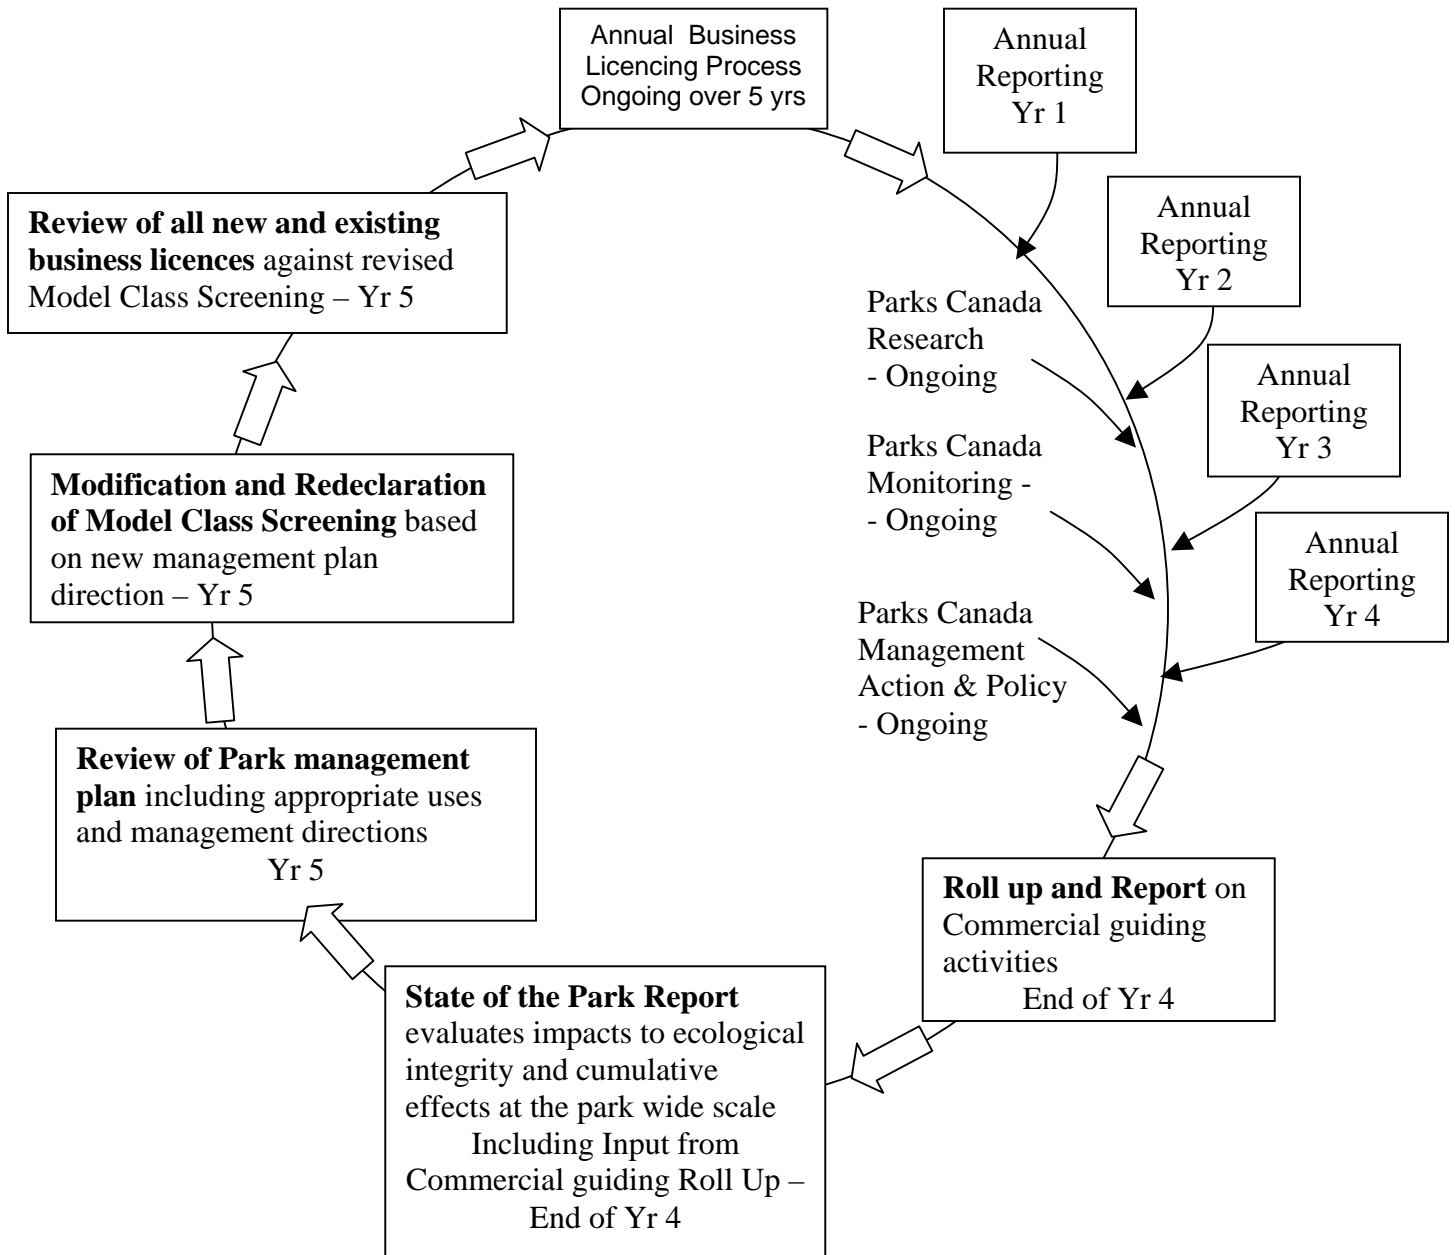 Annual  Business
Licencing Process
Ongoing over 5 yrs
Annual
Reporting
Yr 1
Annual
Reporting
Yr 2
Annual
Reporting
Yr 3
Annual
Reporting
Yr 4
Parks Canada
Research
- Ongoing
Parks Canada
Monitoring -
- Ongoing
Parks Canada
Management
Action & Policy
- Ongoing
Roll up and Report on
Commercial guiding
activities
End of Yr 4
State of the Park Report
evaluates impacts to ecological
integrity and cumulative
effects at the park wide scale
Including Input from
Commercial guiding Roll Up –
End of Yr 4
Review of Park management
plan including appropriate uses
and management directions
Yr 5
Modification and Redeclaration
of Model Class Screening based
on new management plan
direction – Yr 5
Review of all new and existing
business licences against revised
Model Class Screening – Yr 5